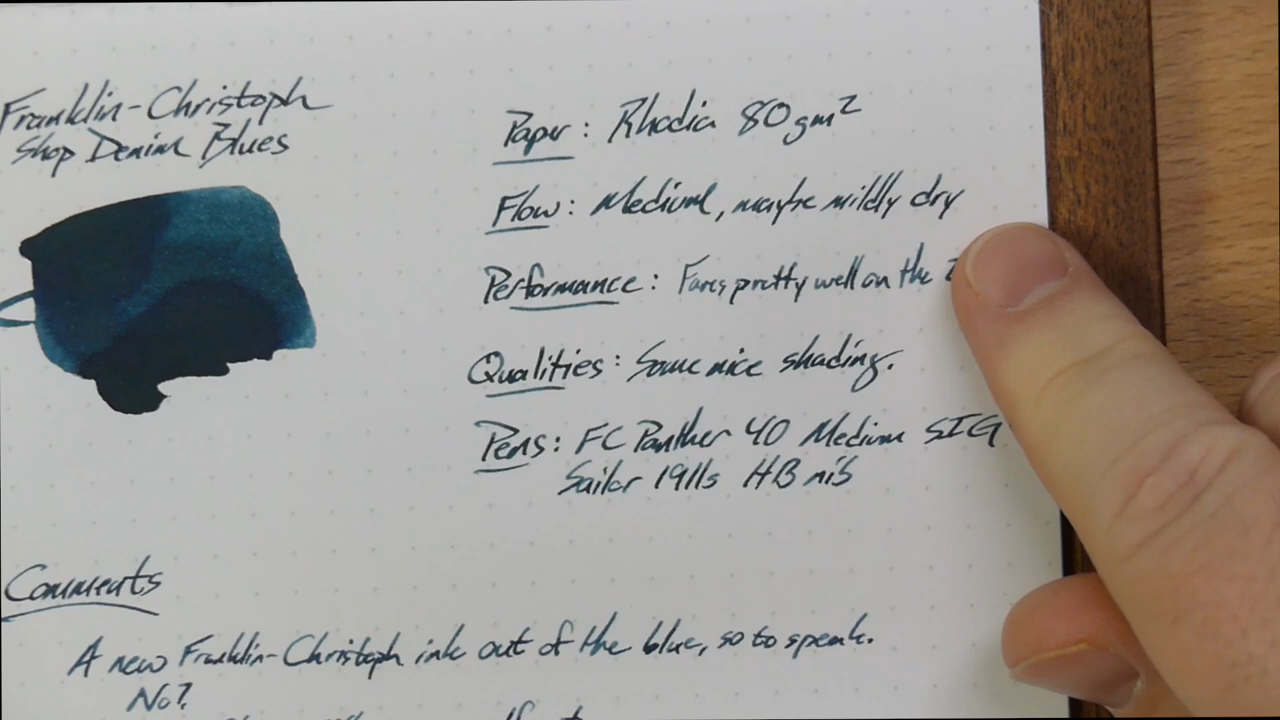 Franklin-Christoph
Shop Denim Blues
Paper: Rhodia 80gm²
Flow: Medium, maybe mildly dry
Performance: Fares pretty well on the
Qualities: Some nice shading.
Pens: FC Panther 40 Medium SIG
Sailor 1911s HB nib
Comments
A new Franklin-Christoph ink out of the blue, so to speak.
No?